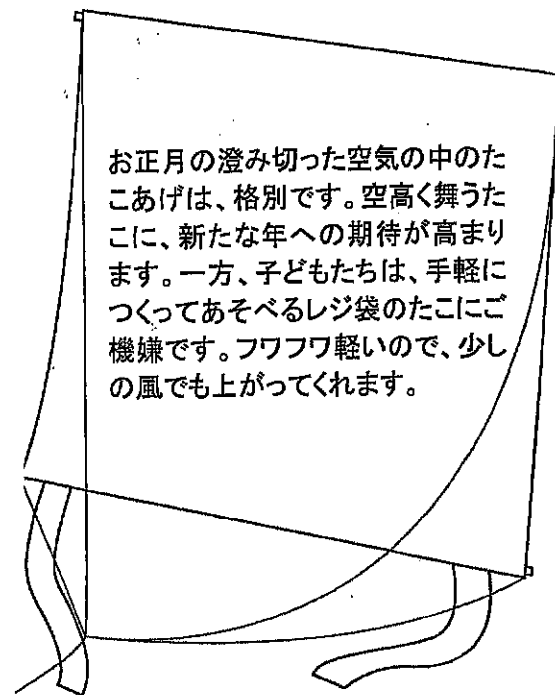 お正月の澄み切った空気の中のた
こあげは、格別です。空高く舞うた
こに、新たな年への期待が高まり
ます。一方、子どもたちは、手軽に
つくってあそべるレジ袋のたこにご
機嫌です。フワフワ軽いので、少し
の風でも上がってくれます。